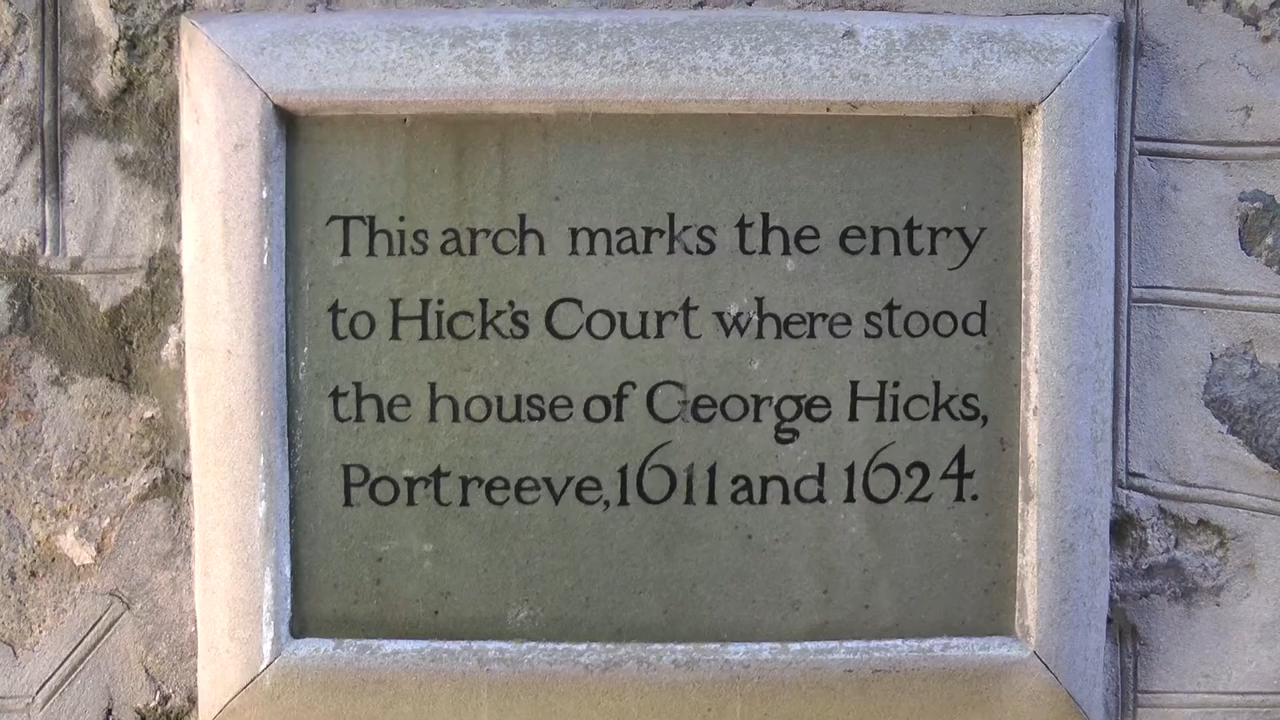 This arch marks the entry
to Hick's Court where stood
the house of George Hicks,
Portreeve, 1611 and 1624.